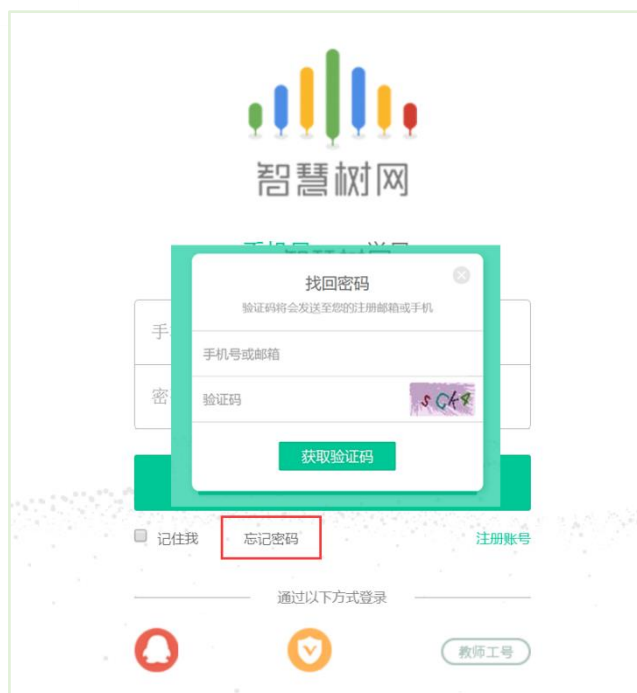 智慧树网
找回密码
验证码将会发送至您的注册邮箱或手机
手
手机号或邮箱
密
验证码
sCK4
获取验证码
记住我
忘记密码
注册账号
通过以下方式登录
教师工号